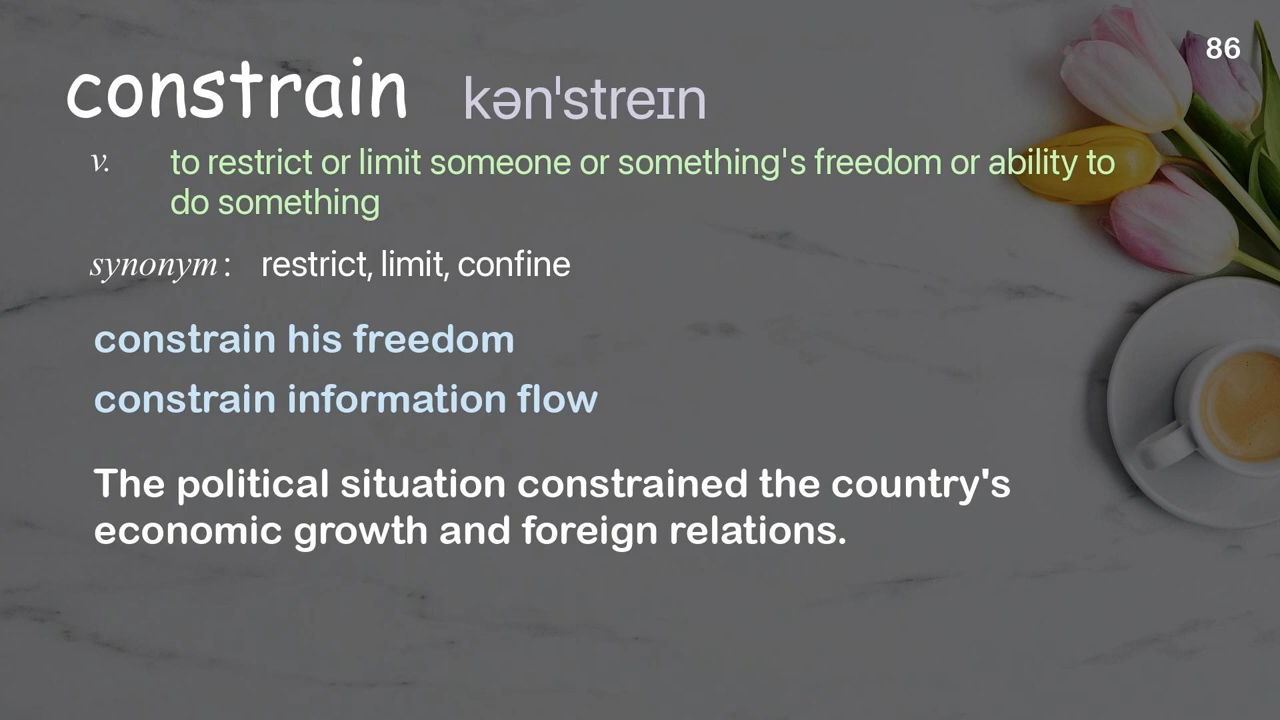 86
constrain kən'streɪn
v. to restrict or limit someone or something's freedom or ability to
do something
synonym : restrict, limit, confine
constrain his freedom
constrain information flow
The political situation constrained the country's
economic growth and foreign relations.